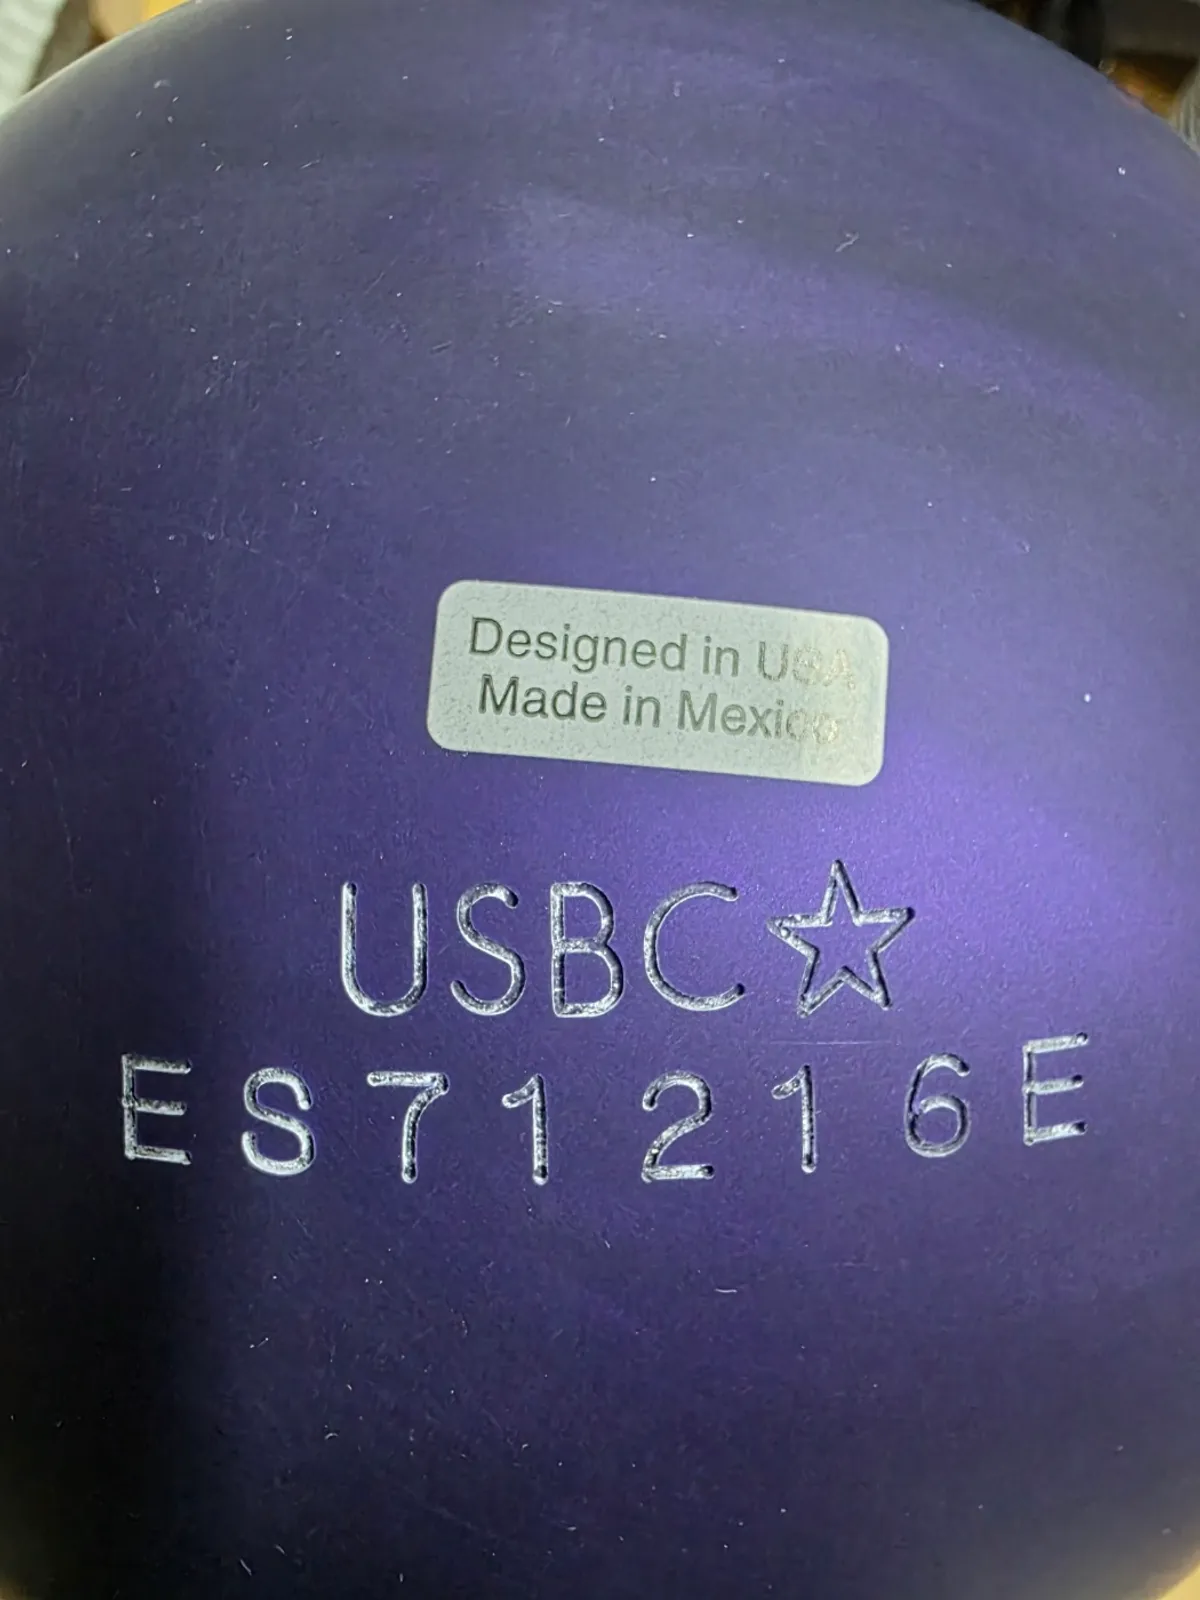 Designed in USA
Made in Mexico
USBC☆
ES71216E